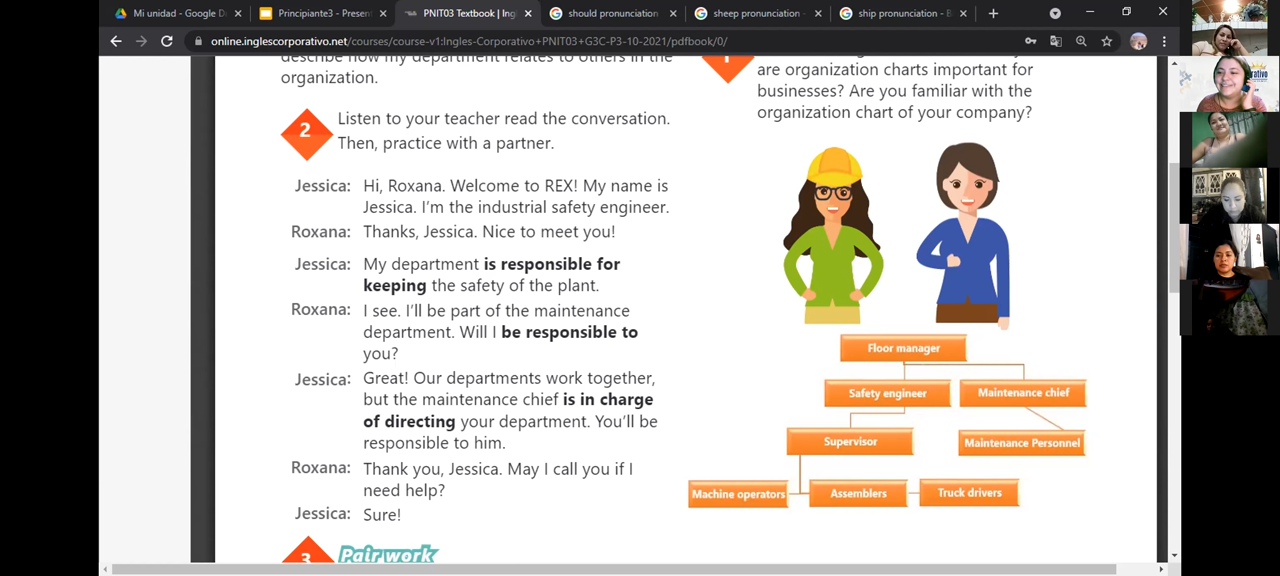 Mi unidad - Google D
Principiante3 - Present
PNIT03 Textbook | Ing
should pronunciation
sheep pronunciation -
ship pronunciation - B
online.inglescorporativo.net/courses/course-v1:Ingles-Corporativo+PNIT03+G3C-P3-10-2021/pdfbook/0/
describe how my department relates to others in the
organization.
2
Listen to your teacher read the conversation.
Then, practice with a partner.
Jessica: Hi, Roxana. Welcome to REX! My name is
Jessica. I'm the industrial safety engineer.
Roxana: Thanks, Jessica. Nice to meet you!
Jessica: My department is responsible for
keeping the safety of the plant.
Roxana: I see. I'll be part of the maintenance
department. Will I be responsible to
you?
Jessica: Great! Our departments work together,
but the maintenance chief is in charge
of directing your department. You'll be
responsible to him.
Roxana: Thank you, Jessica. May I call you if I
need help?
Jessica: Sure!
3
Pair work
1
are organization charts important for
businesses? Are you familiar with the
organization chart of your company?
Floor manager
Safety engineer
Maintenance chief
Supervisor
Maintenance Personnel
Machine operators
Assemblers
Truck drivers